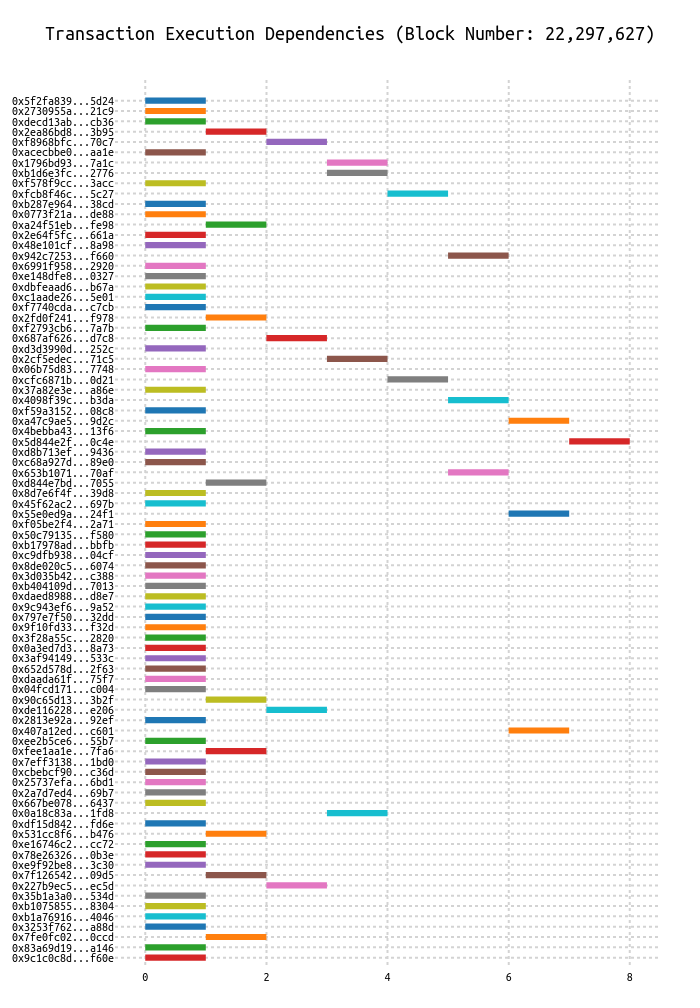 Transaction Execution Dependencies (Block Number: 22,297,627)
0x5f2fa839...5d24
0x2730955a...21c9
0xdecd13ab...cb36
0x2ea86bd8...3b95
0xf8968bfc...70c7
0xacecbbe0...aa1e
0x1796bd93...7a1c
0xb1d6e3fc...2776
0xf578f9cc...3acc
0xfcb8f46c...5c27
0xb287e964...38cd
0x0773f21a...de88
0xa24f51eb...fe98
0x2e64f5fc...661a
0x48e101cf...8a98
0x942c7253...f660
0x6991f958...2920
0xe148dfe8...0327
0xdbfeaad6...b67a
0xc1aade26...5e01
0xf7740cda...c7cb
0x2fd0f241...f978
0xf2793cb6...7a7b
0x687af626...d7c8
0xd3d3990d...252c
0x2cf5edec...71c5
0x06b75d83...7748
0xcfc6871b...0d21
0x37a82e3e...a86e
0x4098f39c...b3da
0xf59a3152...08c8
0xa47c9ae5...9d2c
0x4bebba43...13f6
0x5d844e2f...0c4e
0xd8b713ef...9436
0xc68a927d...89e0
0x653b1071...70af
0xd844e7bd...7055
0x8d7e6f4f...39d8
0x45f62ac2...697b
0x55e0ed9a...24f1
0xf05be2f4...2a71
0x50c79135...f580
0xb17978ad...bbfb
0xc9dfb938...04cf
0x8de020c5...6074
0x3d035b42...c388
0xb404109d...7013
0xdaed8988...d8e7
0x9c943ef6...9a52
0x797e7f50...32dd
0x9f10fd33...f32d
0x3f28a55c...2820
0x0a3ed7d3...8a73
0x3af94149...533c
0x652d578d...2f63
0xdaada61f...75f7
0x04fcd171...c004
0x90c65d13...3b2f
0xde116228...e206
0x2813e92a...92ef
0x407a12ed...c601
0xee2b5ce6...55b7
0xfee1aa1e...7fa6
0x7eff3138...1bd0
0xcbebcf90...c36d
0x25737efa...6bd1
0x2a7d7ed4...69b7
0x667be078...6437
0x0a18c83a...1fd8
0xdf15d842...fd6e
0x531cc8f6...b476
0xe16746c2...cc72
0x78e26326...0b3e
0xe9f92be8...3c30
0x7f126542...09d5
0x227b9ec5...ec5d
0x35b1a3a0...534d
0xb1075855...8304
0xb1a76916...4046
0x3253f762...a88d
0x7fe0fc02...0ccd
0x83a69d19...a146
0x9c1c0c8d...f60e
0 2 4 6 8